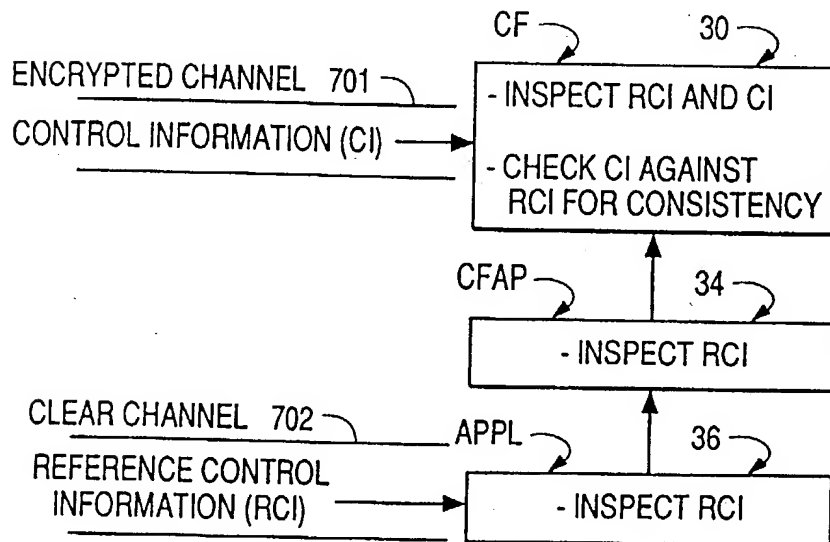 CF 30
ENCRYPTED CHANNEL 701
CONTROL INFORMATION (CI)
- INSPECT RCI AND CI
- CHECK CI AGAINST
RCI FOR CONSISTENCY
CFAP 34
- INSPECT RCI
CLEAR CHANNEL 702
REFERENCE CONTROL
INFORMATION (RCI)
APPL 36
- INSPECT RCI